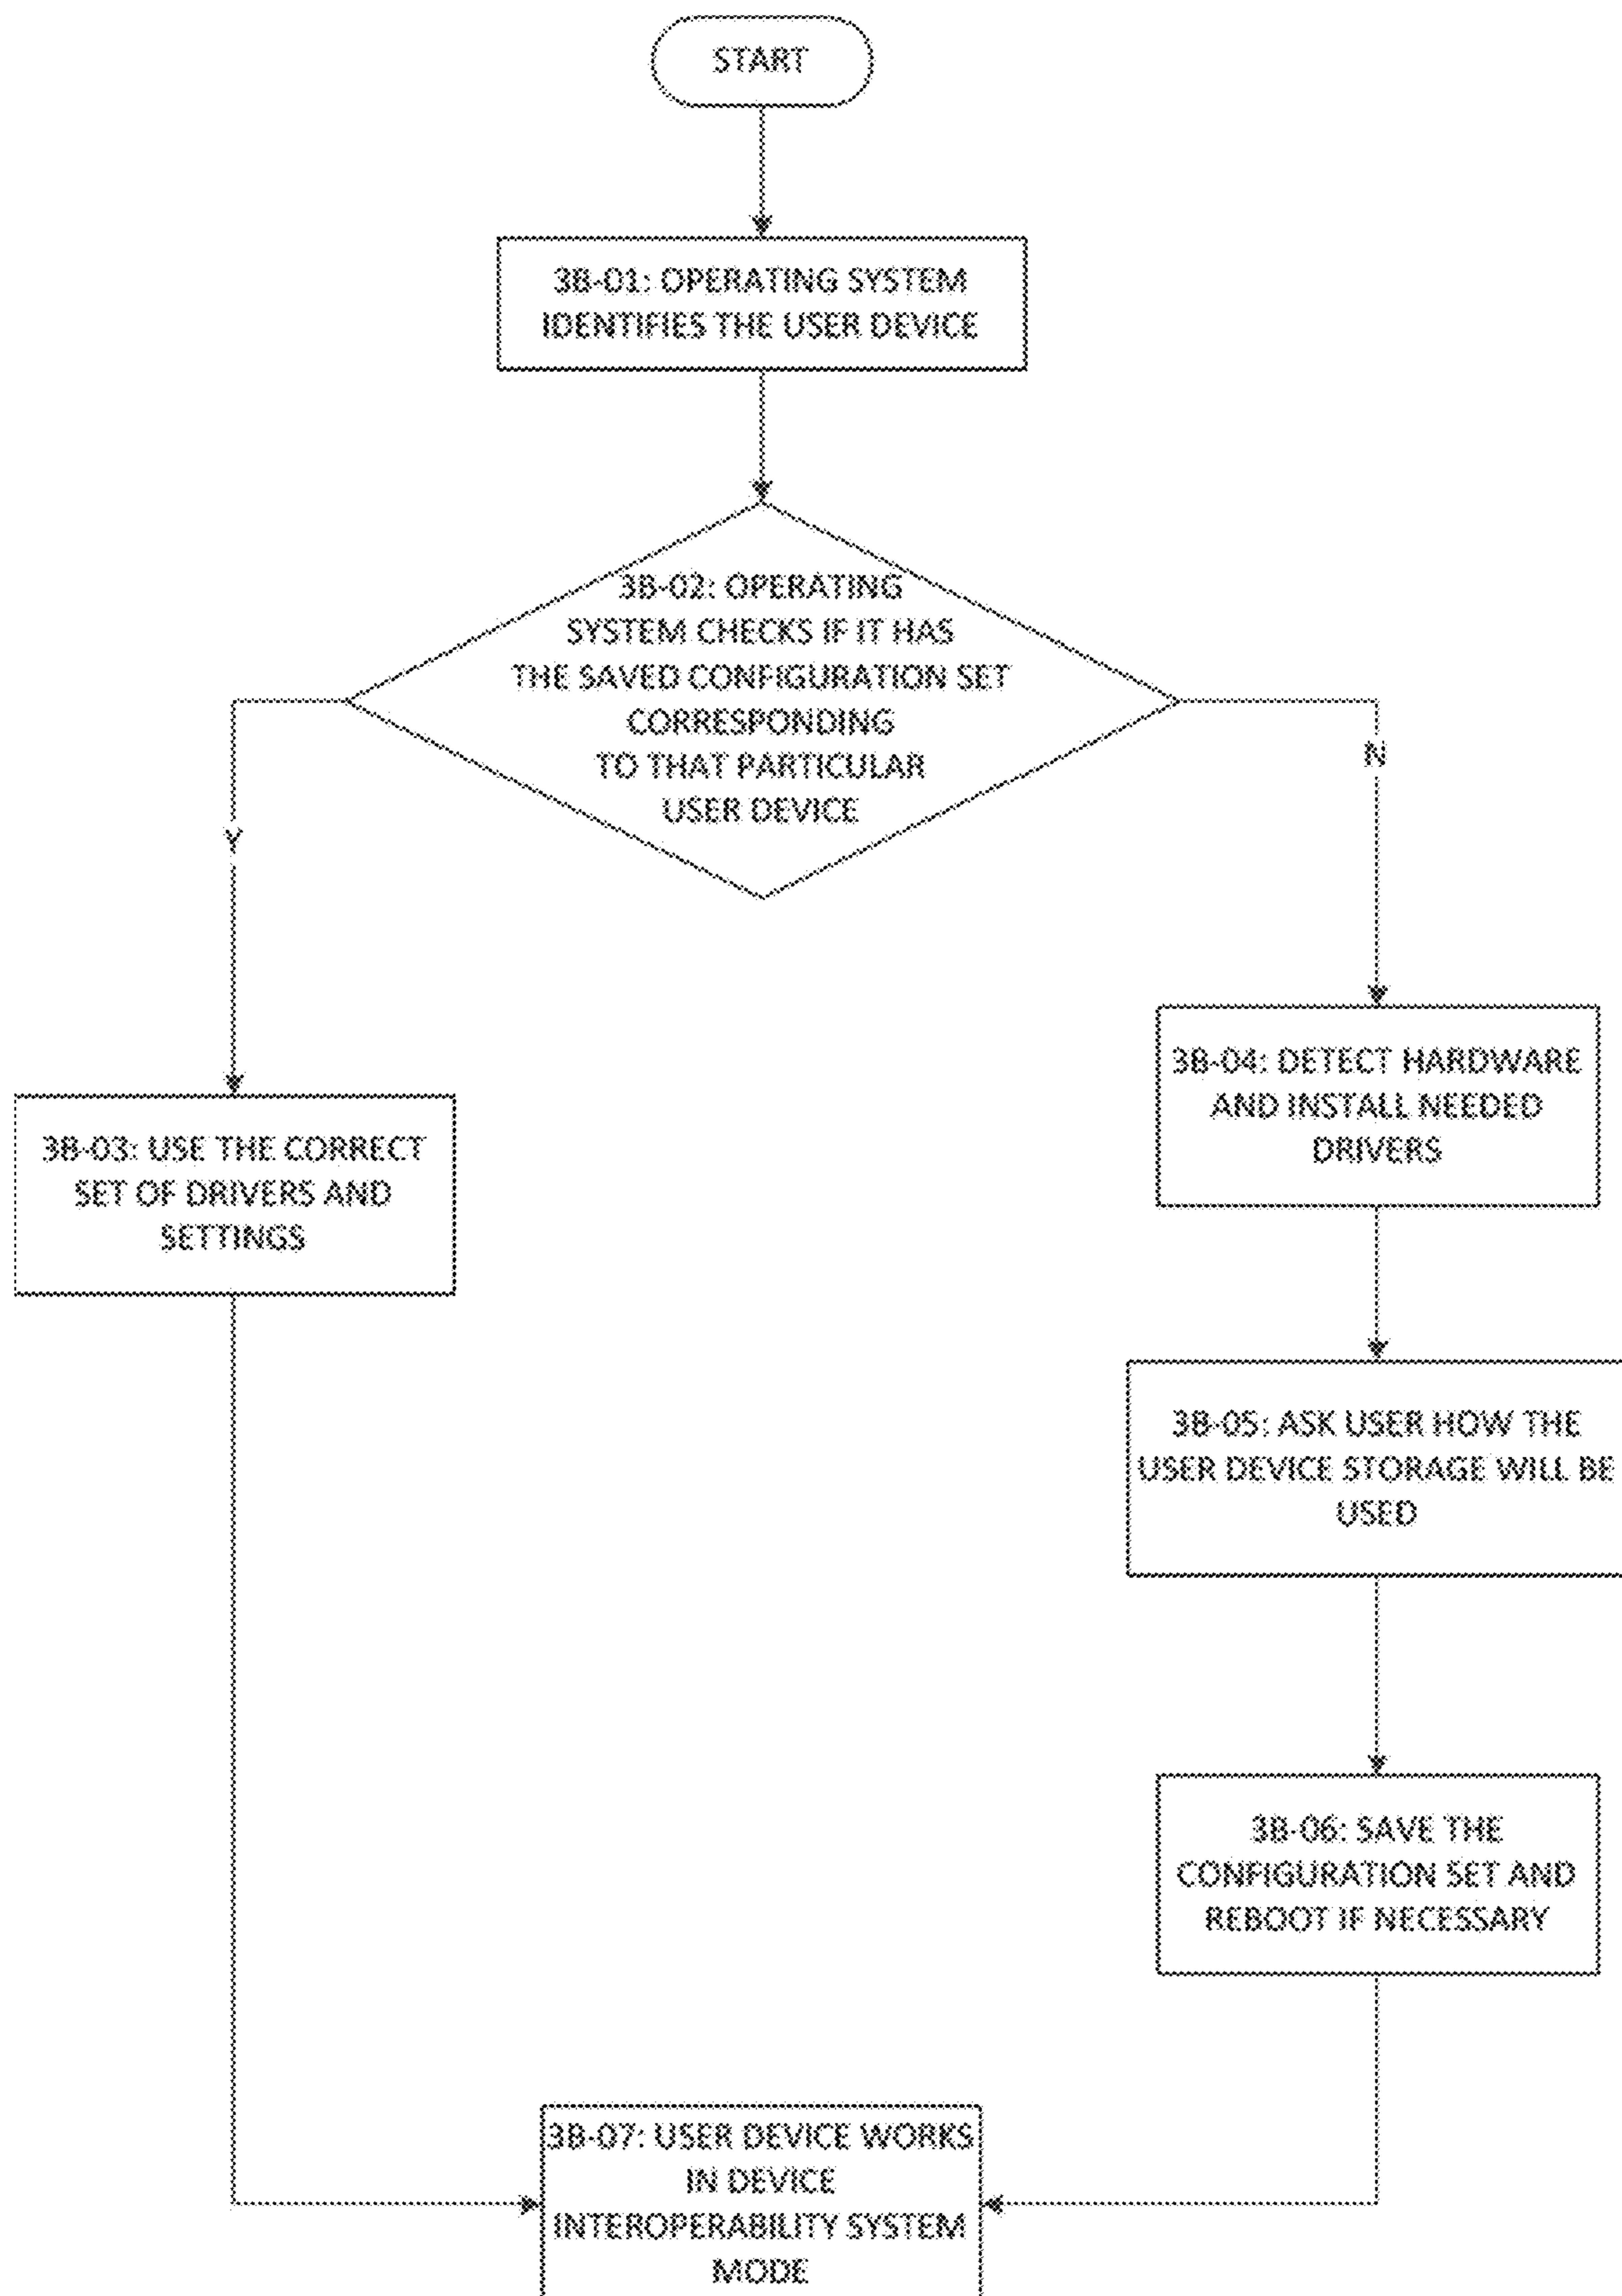 START
3B-01: OPERATING SYSTEM
IDENTIFIES THE USER DEVICE
3B-02: OPERATING
SYSTEM CHECKS IF IT HAS
THE SAVED CONFIGURATION SET
CORRESPONDING
TO THAT PARTICULAR
USER DEVICE
N
Y
3B-04: DETECT HARDWARE
AND INSTALL NEEDED
DRIVERS
3B-03: USE THE CORRECT
SET OF DRIVERS AND
SETTINGS
3B-05: ASK USER HOW THE
USER DEVICE STORAGE WILL BE
USED
3B-06: SAVE THE
CONFIGURATION SET AND
REBOOT IF NECESSARY
3B-07: USER DEVICE WORKS
IN DEVICE
INTEROPERABILITY SYSTEM
MODE